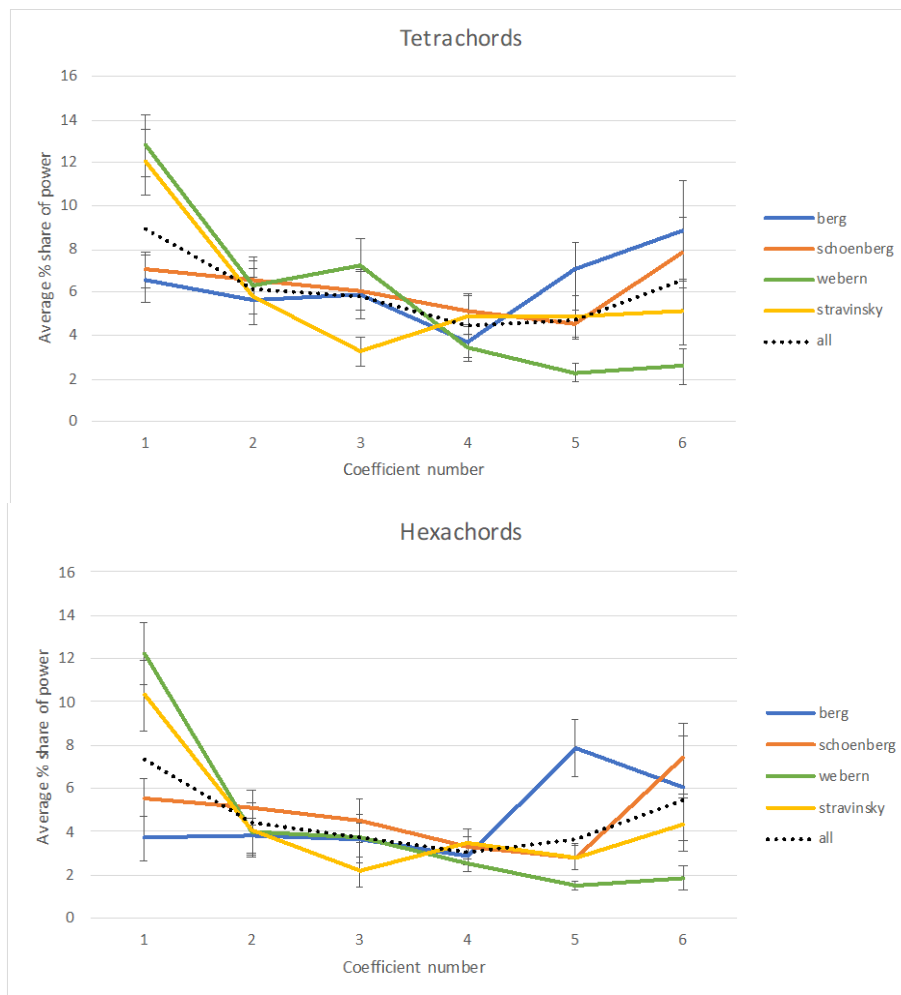 Tetrachords
16
14
12
10
8
6
4
2
0
Average % share of power
1 2 3 4 5 6
Coefficient number
berg
schoenberg
webern
stravinsky
all
Hexachords
16
14
12
10
8
6
4
2
0
Average % share of power
1 2 3 4 5 6
Coefficient number
berg
schoenberg
webern
stravinsky
all